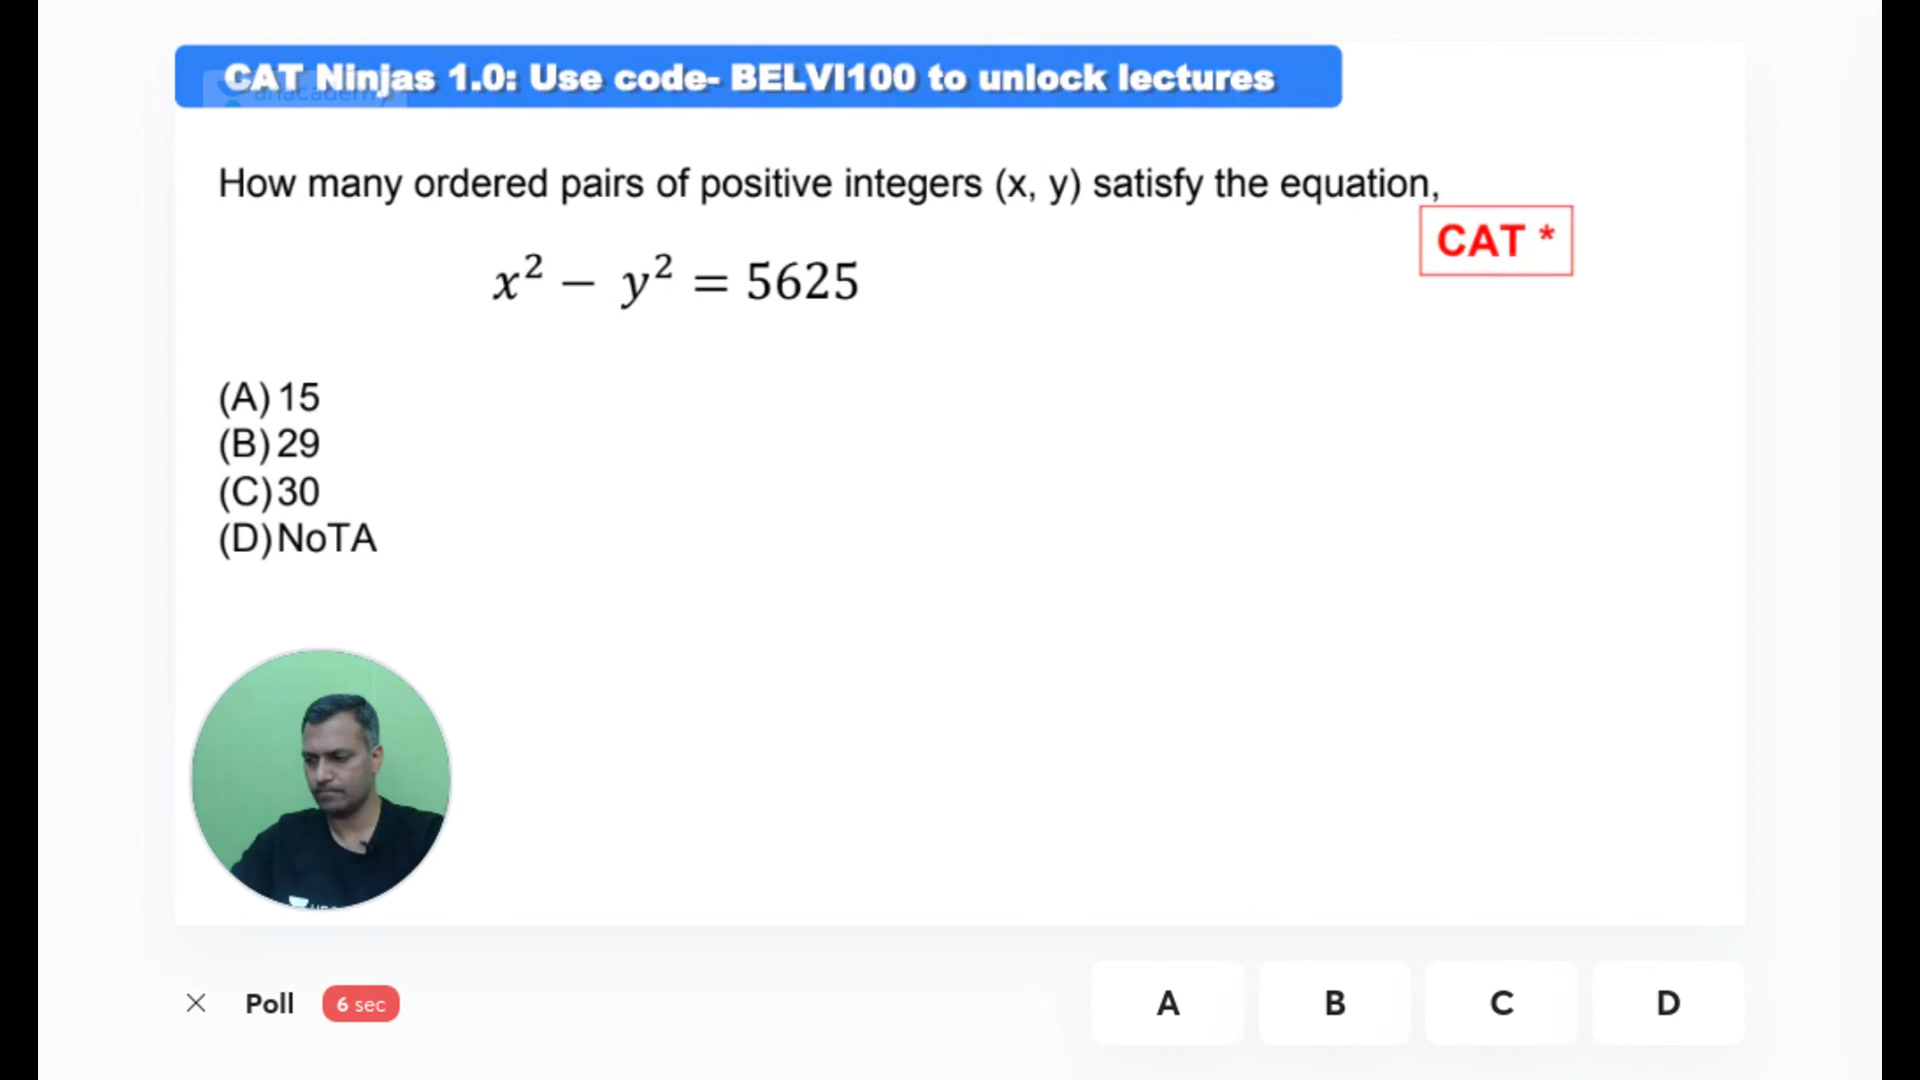 CAT Ninjas 1.0: Use code- BELVI100 to unlock lectures
How many ordered pairs of positive integers (x, y) satisfy the equation,
CAT *
x² − y² = 5625
(A) 15
(B) 29
(C) 30
(D) NoTA
Poll 6 sec A B C D